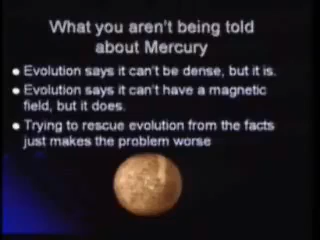 What you aren't being told
about Mercury
• Evolution says it can't be dense, but it is.
• Evolution says it can't have a magnetic
field, but it does.
• Trying to rescue evolution from the facts
just makes the problem worse